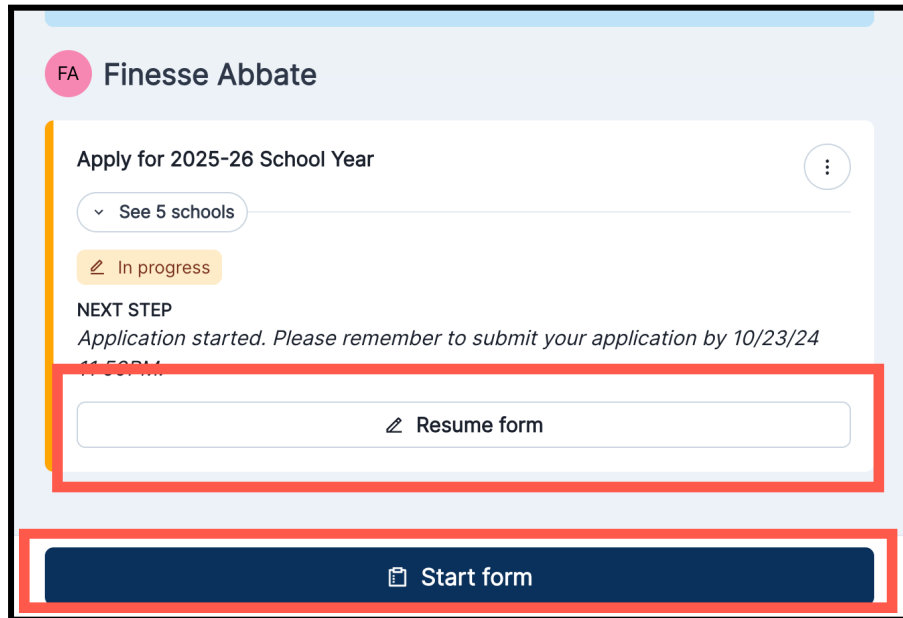 FA
Finesse Abbate
Apply for 2025-26 School Year
See 5 schools
In progress
NEXT STEP
Application started. Please remember to submit your application by 10/23/24
Resume form
Start form